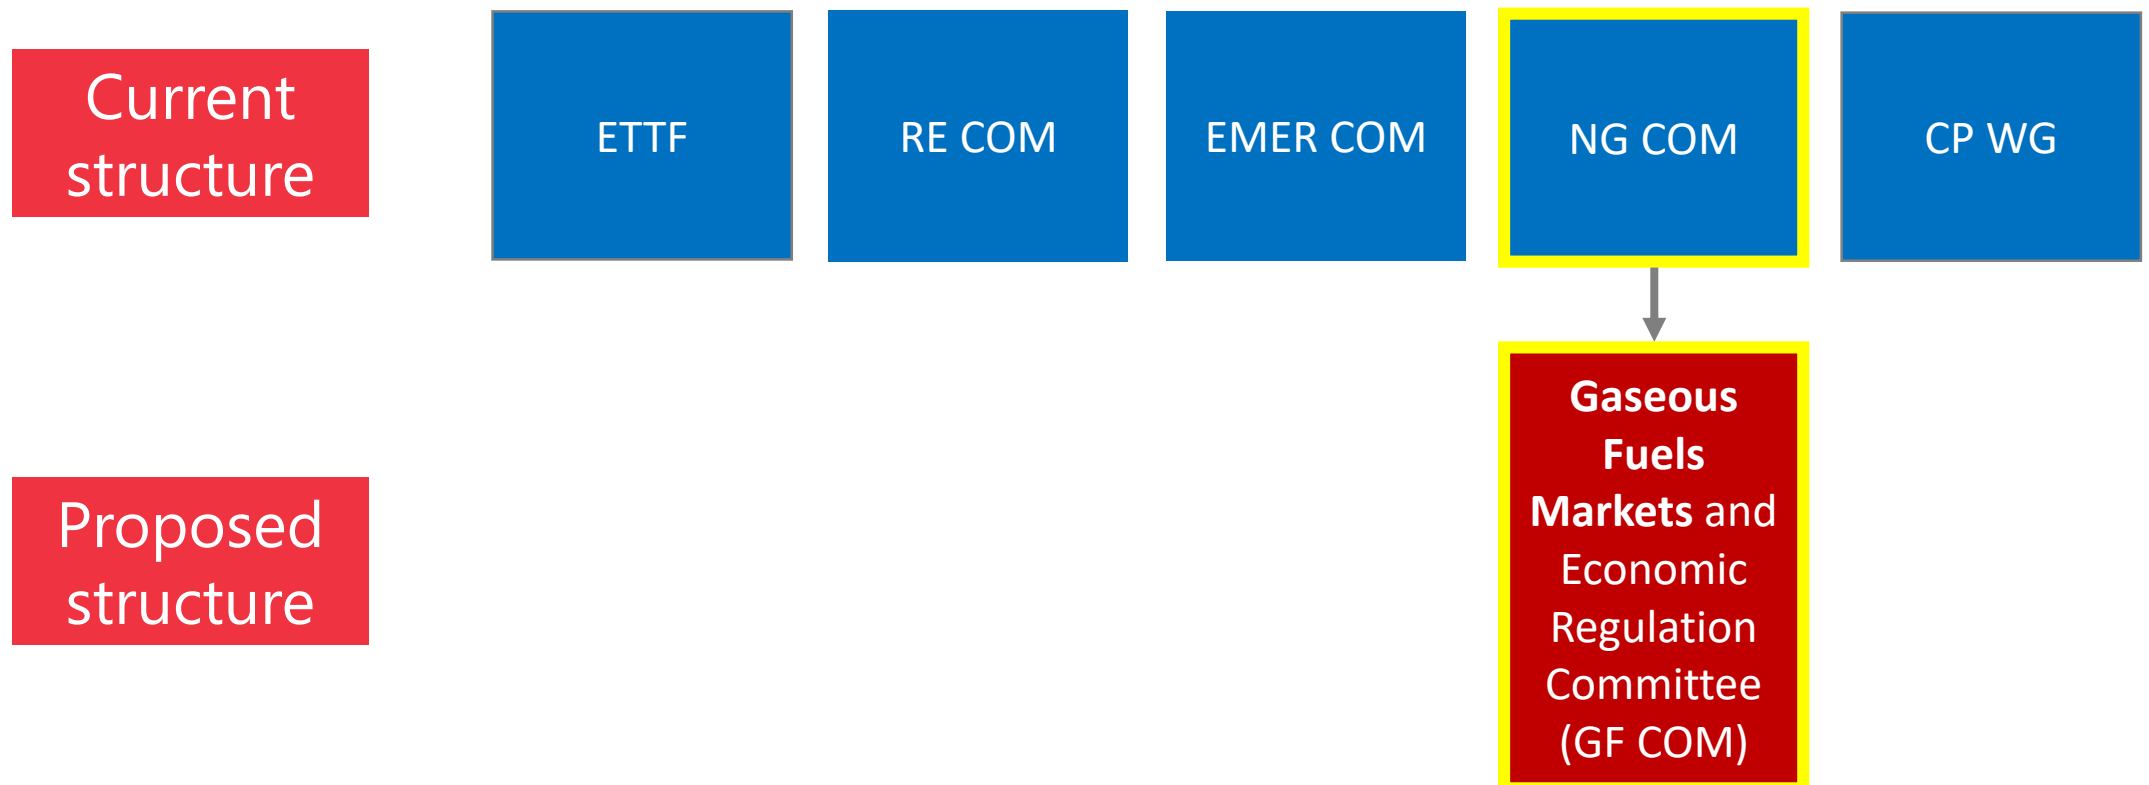 Current
structure
ETTF
RE COM
EMER COM
NG COM
CP WG
Proposed
structure
Gaseous
Fuels
Markets and
Economic
Regulation
Committee
(GF COM)